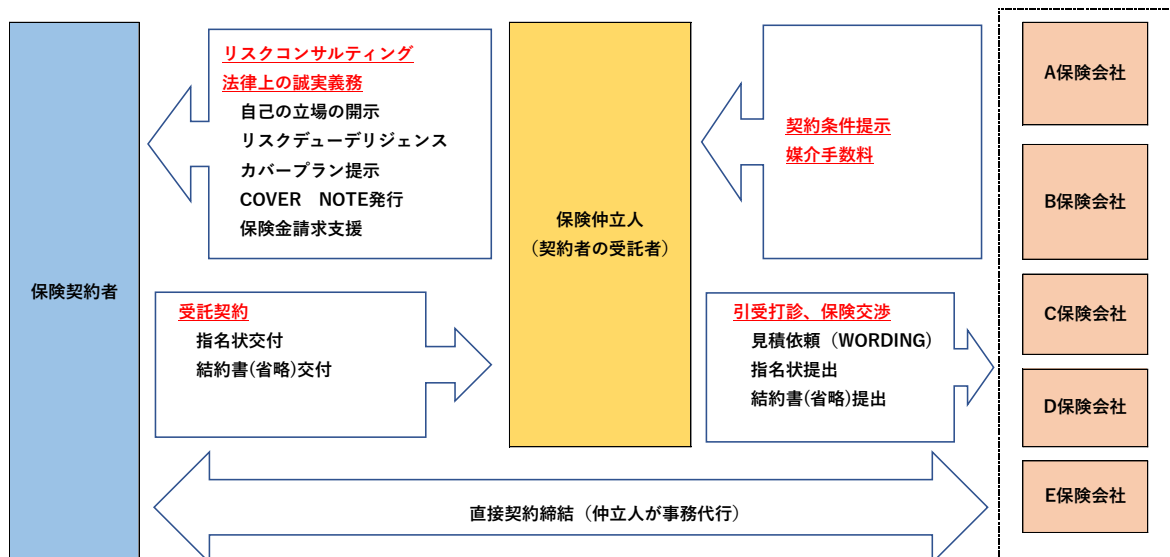 保険契約者
リスクコンサルティング
法律上の誠実義務
自己の立場の開示
リスクデューデリジェンス
カバープラン提示
COVER　NOTE発行
保険金請求支援
受託契約
指名状交付
結約書(省略)交付
保険仲立人
（契約者の受託者）
契約条件提示
媒介手数料
引受打診、保険交渉
見積依頼（WORDING）
指名状提出
結約書(省略)提出
直接契約締結（仲立人が事務代行）
A保険会社
B保険会社
C保険会社
D保険会社
E保険会社